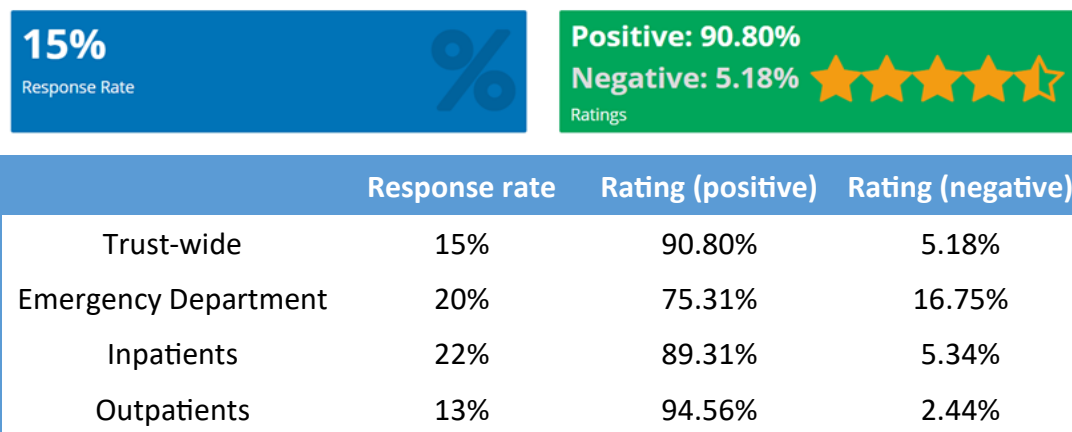 15%
Response Rate
%
Positive: 90.80%
Negative: 5.18%
Ratings
Response rate Rating (positive) Rating (negative)
Trust-wide 15% 90.80% 5.18%
Emergency Department 20% 75.31% 16.75%
Inpatients 22% 89.31% 5.34%
Outpatients 13% 94.56% 2.44%